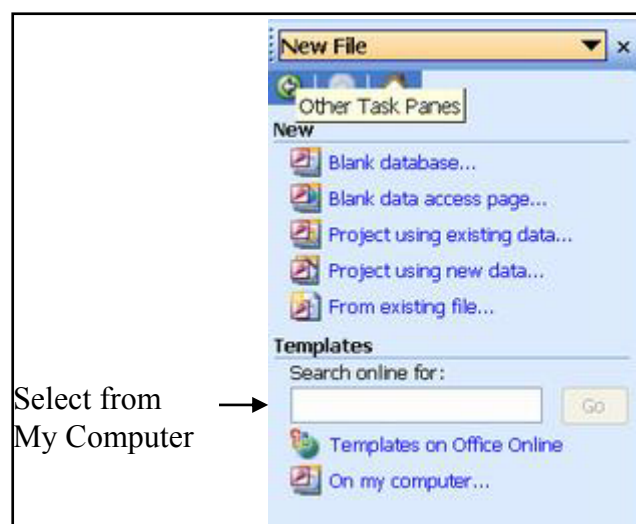 New File
Other Task Panes
New
Blank database...
Blank data access page...
Project using existing data...
Project using new data...
From existing file...
Templates
Search online for:
Go
Select from
My Computer
Templates on Office Online
On my computer...